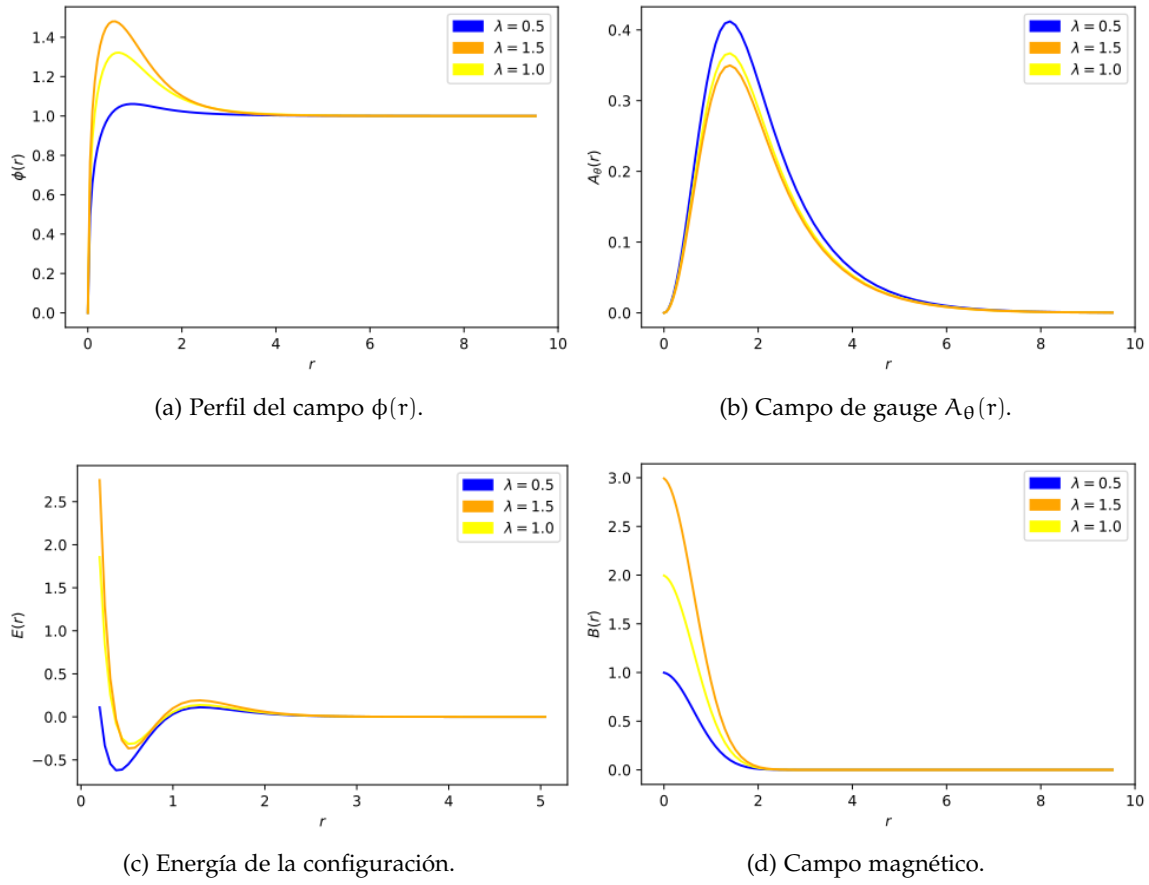 λ = 0.5
λ = 1.5
λ = 1.0
1.4
1.2
1.0
0.8
0.6
0.4
0.2
0.0
ϕ(r)
0 2 4 6 8 10
r
(a) Perfil del campo ϕ(r).
λ = 0.5
λ = 1.5
λ = 1.0
0.4
0.3
0.2
0.1
0.0
A_θ(r)
0 2 4 6 8 10
r
(b) Campo de gauge A_θ(r).
λ = 0.5
λ = 1.5
λ = 1.0
2.5
2.0
1.5
1.0
0.5
0.0
−0.5
E(r)
0 1 2 3 4 5
r
(c) Energía de la configuración.
λ = 0.5
λ = 1.5
λ = 1.0
3.0
2.5
2.0
1.5
1.0
0.5
0.0
B(r)
0 2 4 6 8 10
r
(d) Campo magnético.